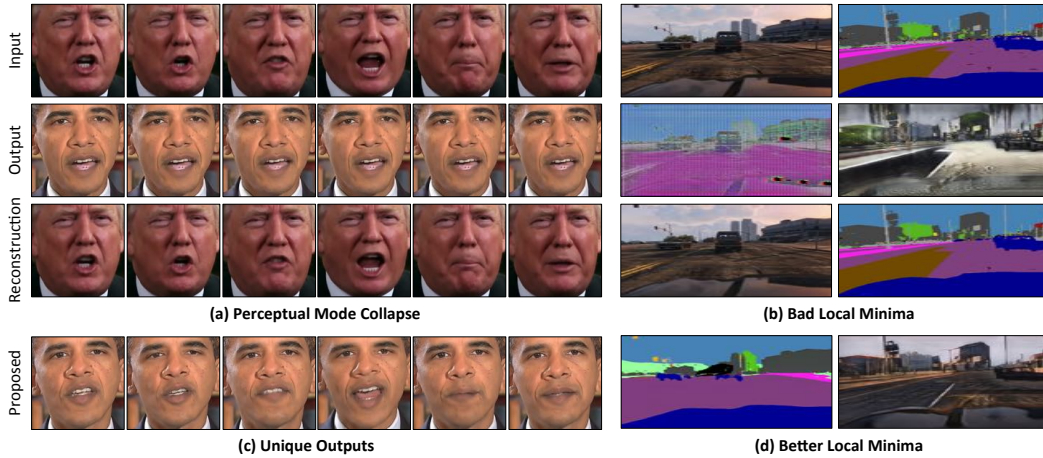 Input
Output
Reconstruction
(a) Perceptual Mode Collapse
(b) Bad Local Minima
Proposed
(c) Unique Outputs
(d) Better Local Minima